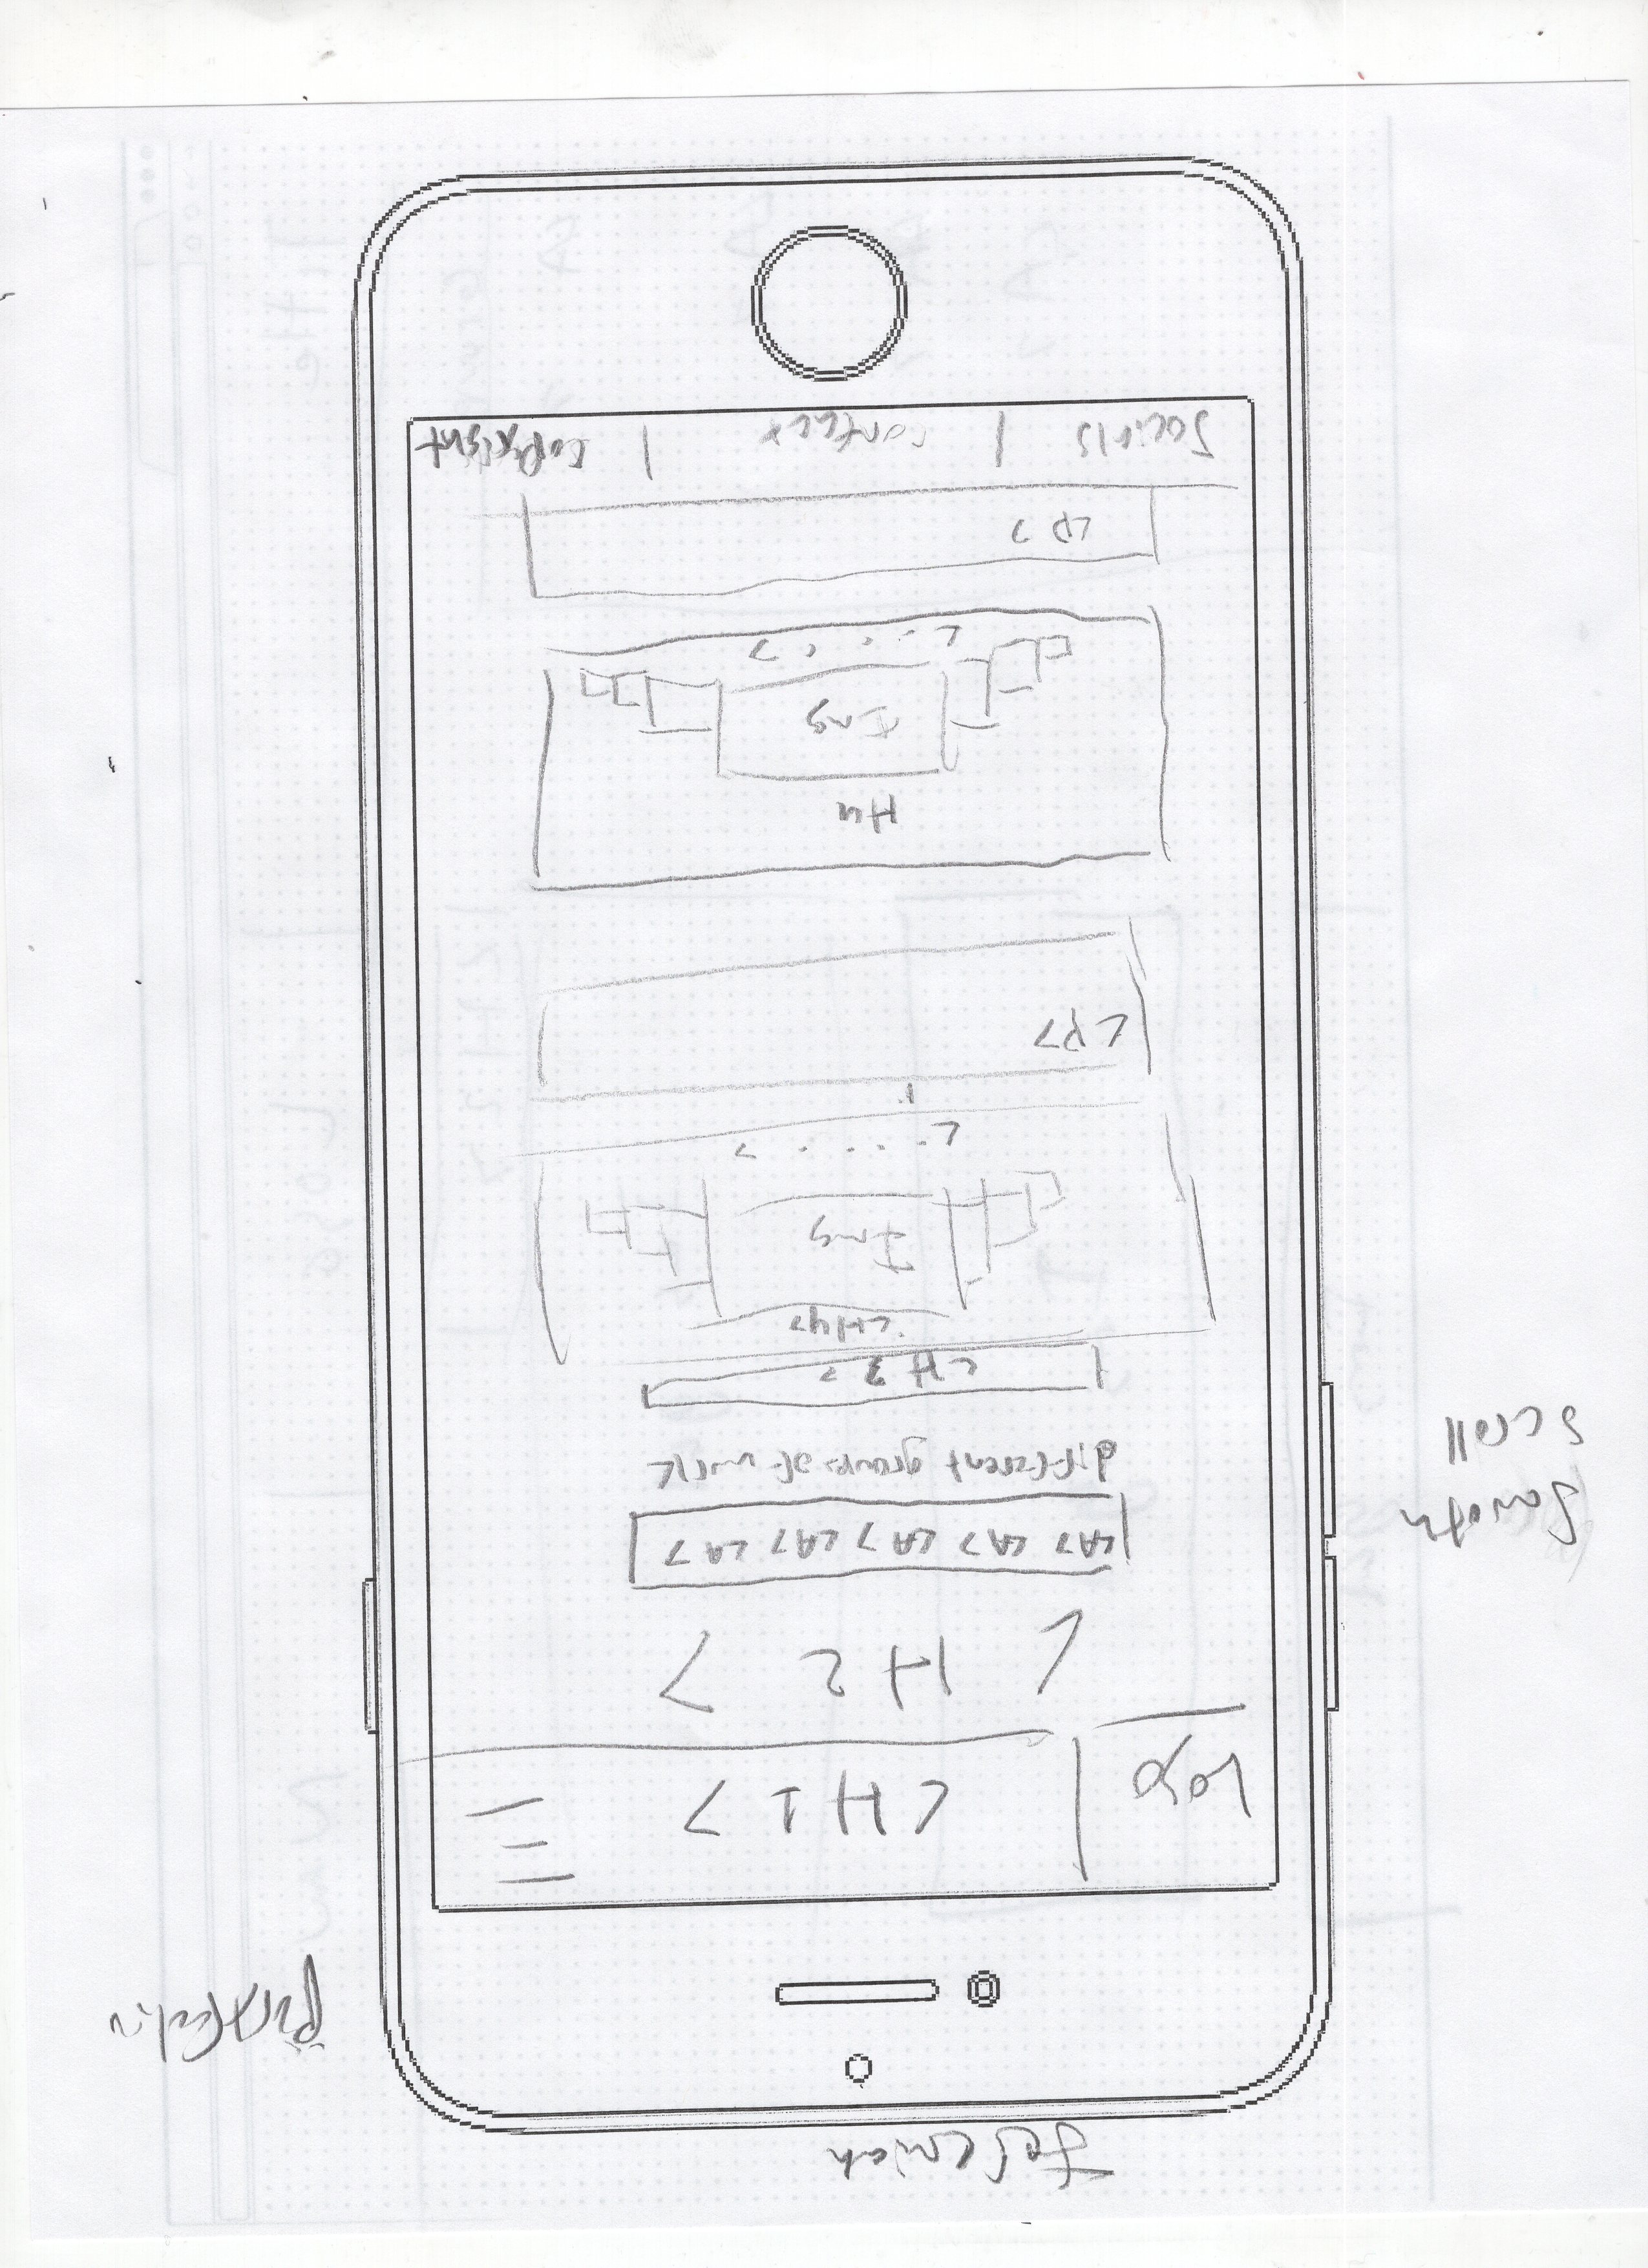 Jeremiah
Portfolio
Logo
<H1>
<H2>
<A> <A> <A> <A> <A>
different groups of work
Smooth
scroll
<H3>
<H4>
Img
<. . . .>
<P>
H4
Img
<. . . .>
<P>
Socials | contact | copyright